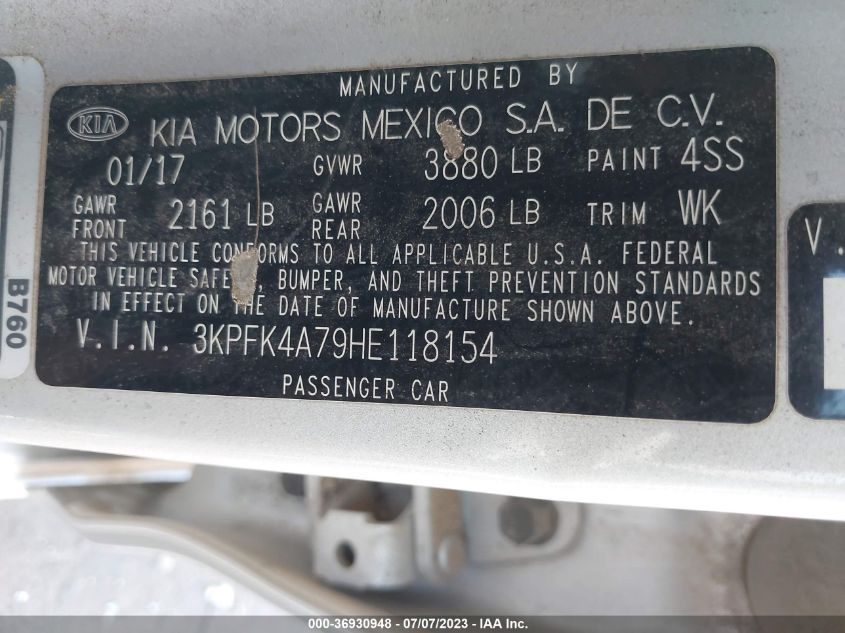 MANUFACTURED BY
KIA KIA MOTORS MEXICO S.A. DE C.V.
01/17 GVWR 3880 LB PAINT 4SS
GAWR FRONT 2161 LB GAWR REAR 2006 LB TRIM WK
THIS VEHICLE CONFORMS TO ALL APPLICABLE U.S.A. FEDERAL
MOTOR VEHICLE SAFETY, BUMPER, AND THEFT PREVENTION STANDARDS
IN EFFECT ON THE DATE OF MANUFACTURE SHOWN ABOVE.
V.I.N. 3KPFK4A79HE118154
PASSENGER CAR
B760
V.
000-36930948 - 07/07/2023 - IAA Inc.